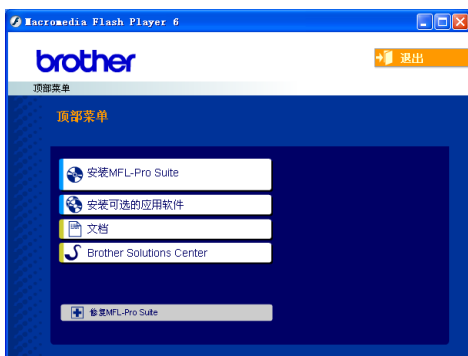 Macromedia Flash Player 6
brother
退出
顶部菜单
顶部菜单
安装MFL-Pro Suite
安装可选的应用软件
文档
Brother Solutions Center
修复MFL-Pro Suite